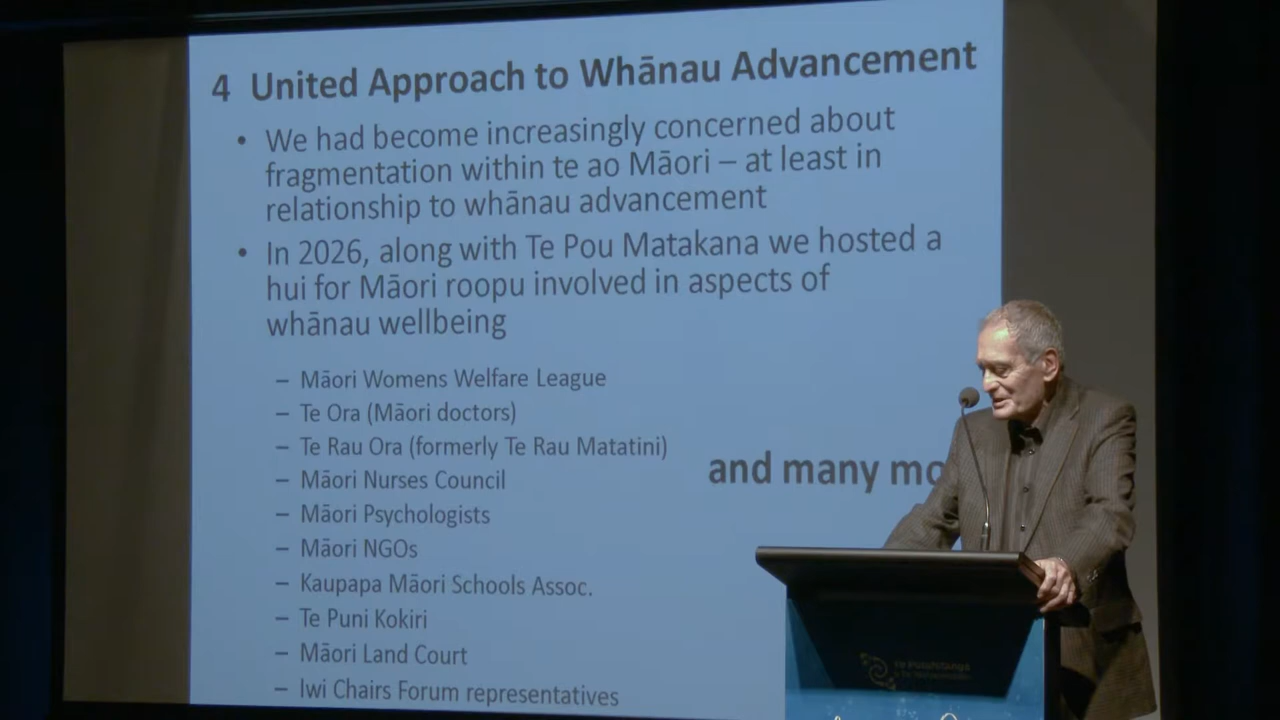 4 United Approach to Whānau Advancement
• We had become increasingly concerned about
fragmentation within te ao Māori – at least in
relationship to whānau advancement
• In 2026, along with Te Pou Matakana we hosted a
hui for Māori roopu involved in aspects of
whānau wellbeing
– Māori Womens Welfare League
– Te Ora (Māori doctors)
– Te Rau Ora (formerly Te Rau Matatini)
– Māori Nurses Council
– Māori Psychologists
– Māori NGOs
– Kaupapa Māori Schools Assoc.
– Te Puni Kokiri
– Māori Land Court
– Iwi Chairs Forum representatives
and many mo